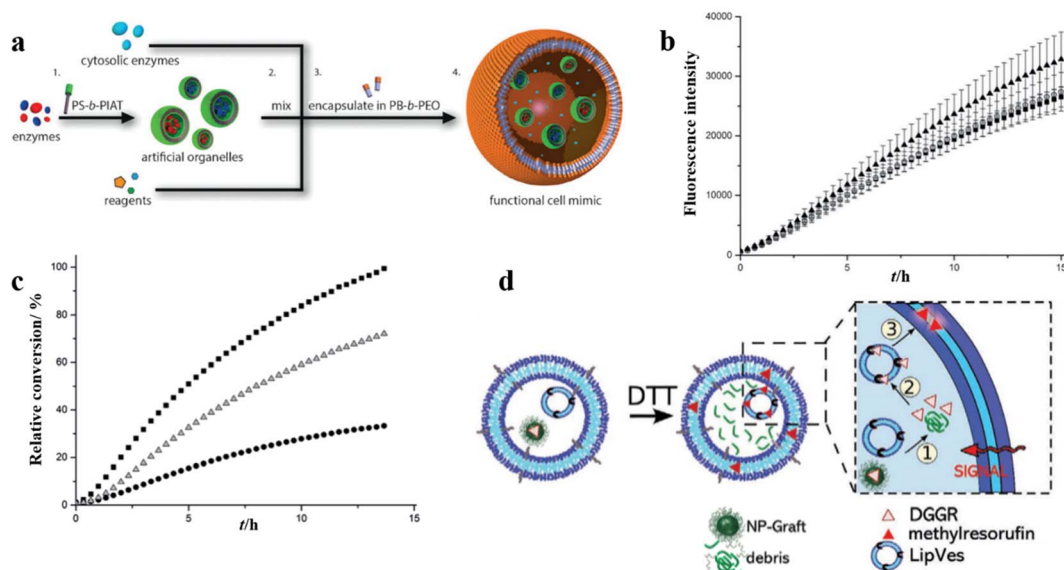 a
cytosolic enzymes
1.
PS-b-PIAT
2.
3.
4.
enzymes
mix
encapsulate in PB-b-PEO
artificial organelles
reagents
functional cell mimic
b
Fluorescence intensity
40000
30000
20000
10000
0
0
5
10
15
t/h
c
Relative conversion/ %
100
80
60
40
20
0
0
5
10
15
t/h
d
DTT
3
2
1
SIGNAL
NP-Graft
debris
DGGR
methylresorufin
LipVes